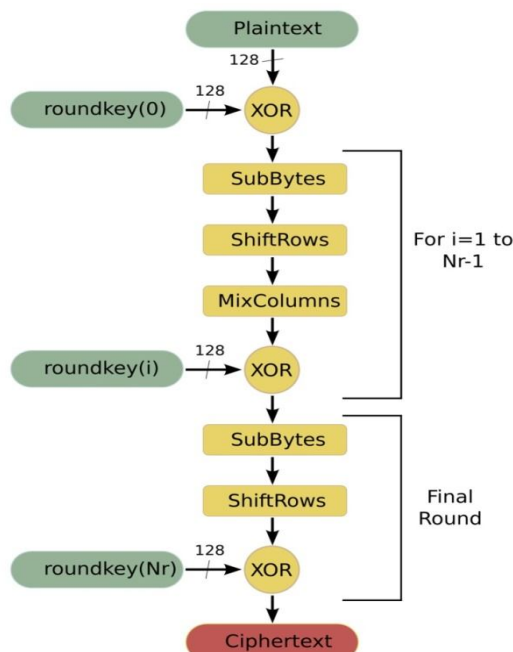 Plaintext
128
128
roundkey(0)
XOR
SubBytes
ShiftRows
For i=1 to
Nr-1
MixColumns
128
roundkey(i)
XOR
SubBytes
ShiftRows
Final
Round
128
roundkey(Nr)
XOR
Ciphertext